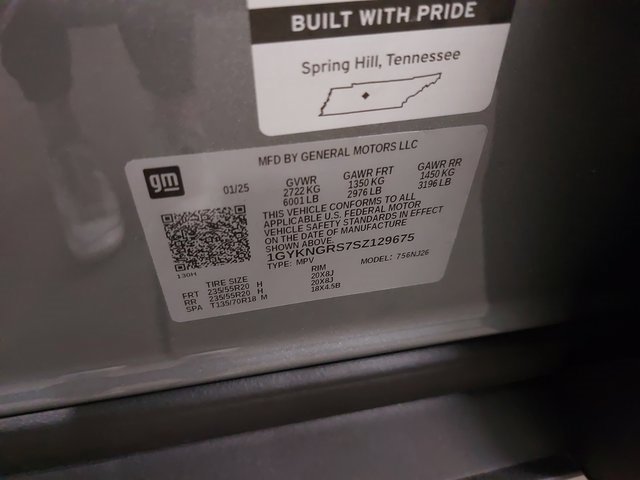 BUILT WITH PRIDE
Spring Hill, Tennessee
MFD BY GENERAL MOTORS LLC
gm
01/25 GVWR GAWR FRT GAWR RR
2722 KG 1350 KG 1450 KG
6001 LB 2976 LB 3196 LB
THIS VEHICLE CONFORMS TO ALL
APPLICABLE U.S. FEDERAL MOTOR
VEHICLE SAFETY STANDARDS IN EFFECT
ON THE DATE OF MANUFACTURE
SHOWN ABOVE.
1GYKNGRS7SZ129675
130H TYPE: MPV MODEL: 756NJ26
TIRE SIZE RIM
FRT 235/55R20 H 20X8J
RR 235/55R20 H 20X8J
SPA T135/70R18 M 18X4.5B